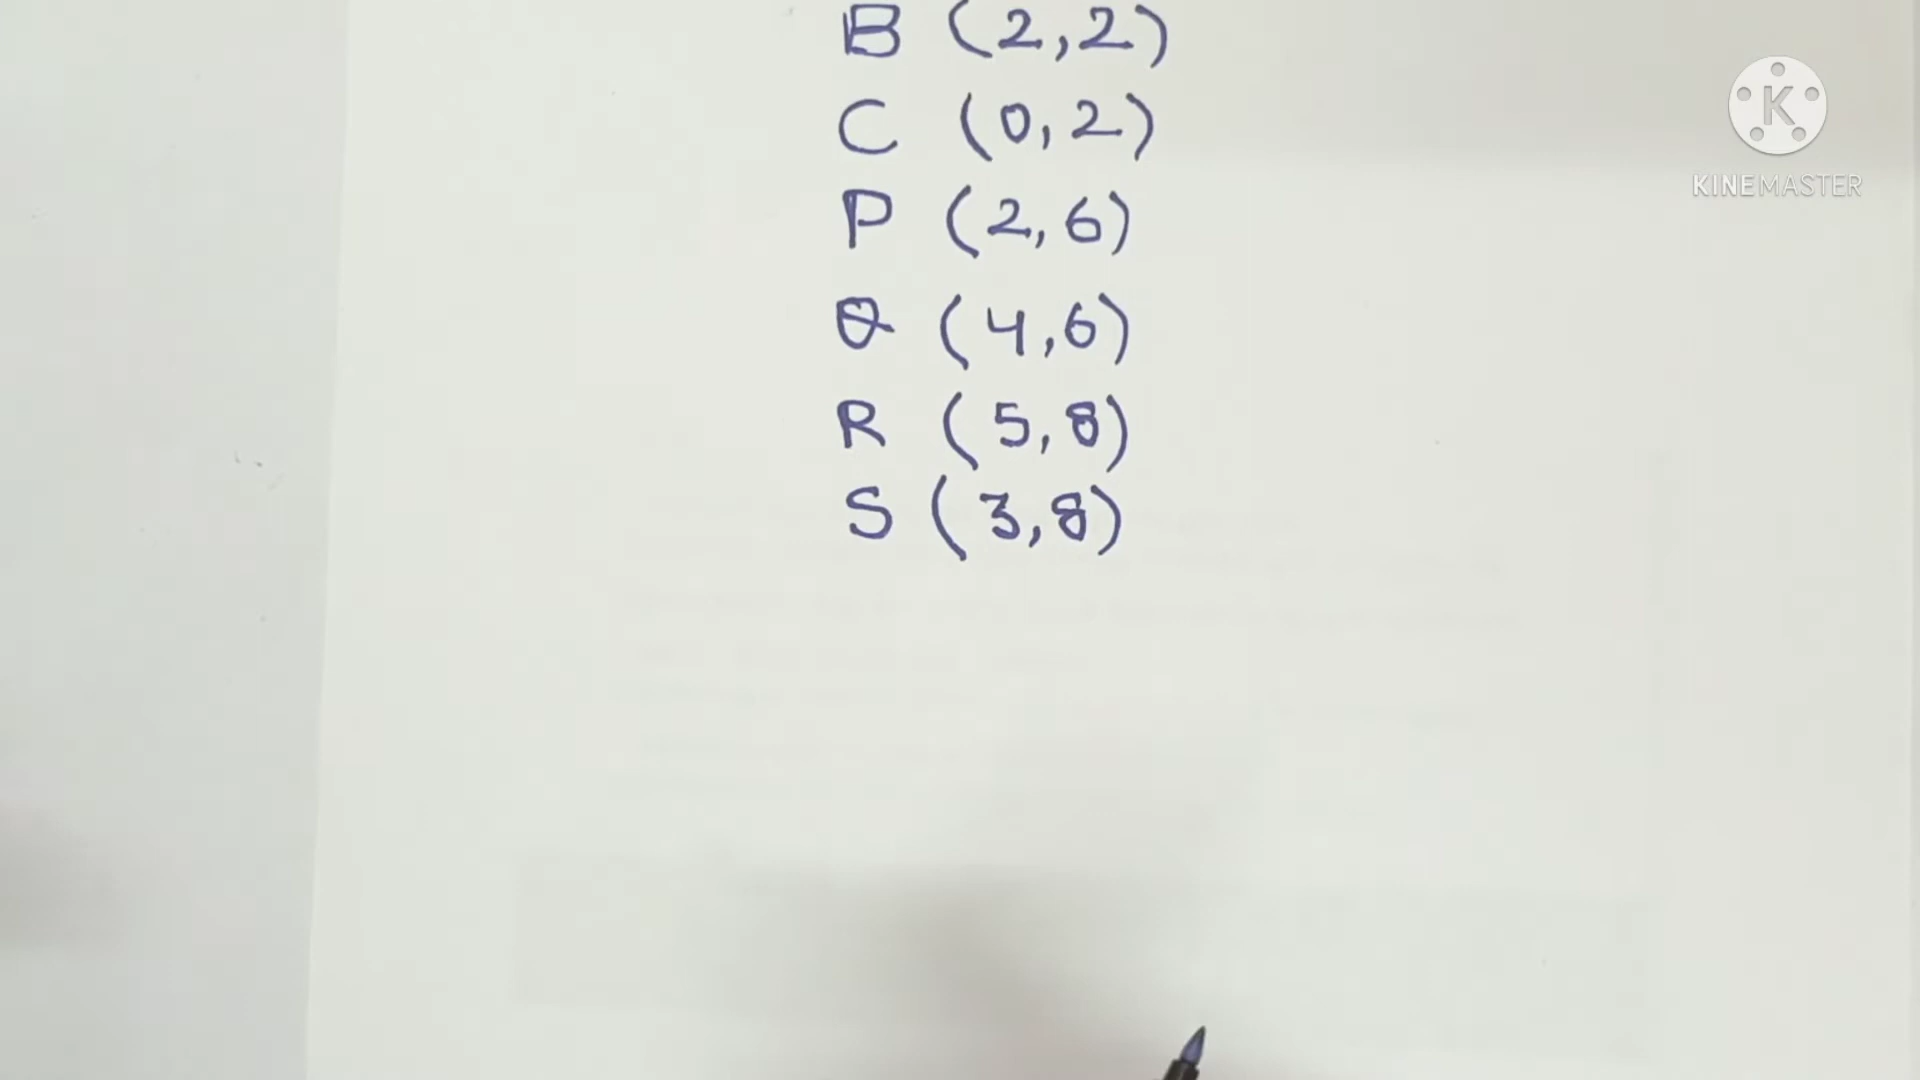 B (2,2)
C (0,2)
P (2,6)
Q (4,6)
R (5,8)
S (3,8)
K
KINEMASTER